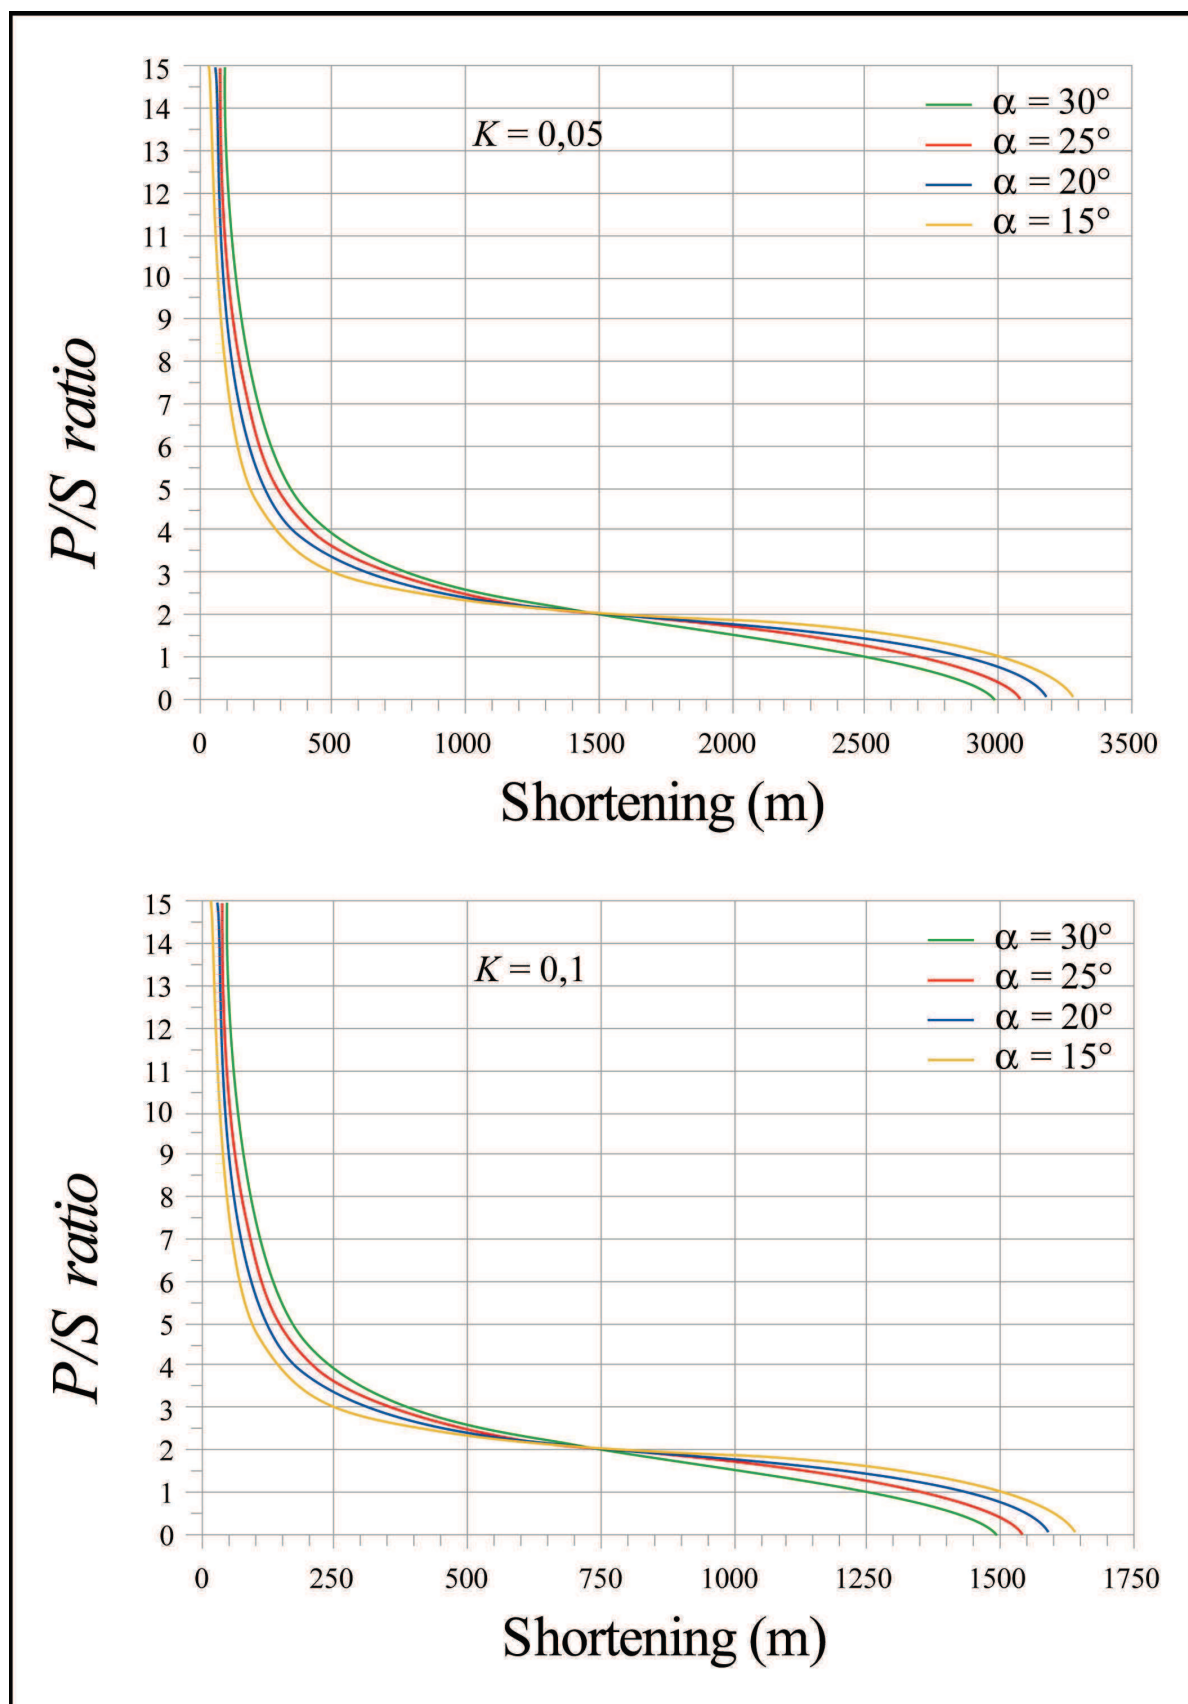 15
14
13
12
11
10
9
8
7
6
5
4
3
2
1
0
P/S ratio
K = 0,05
α = 30°
α = 25°
α = 20°
α = 15°
0 500 1000 1500 2000 2500 3000 3500
Shortening (m)
15
14
13
12
11
10
9
8
7
6
5
4
3
2
1
0
P/S ratio
K = 0,1
α = 30°
α = 25°
α = 20°
α = 15°
0 250 500 750 1000 1250 1500 1750
Shortening (m)